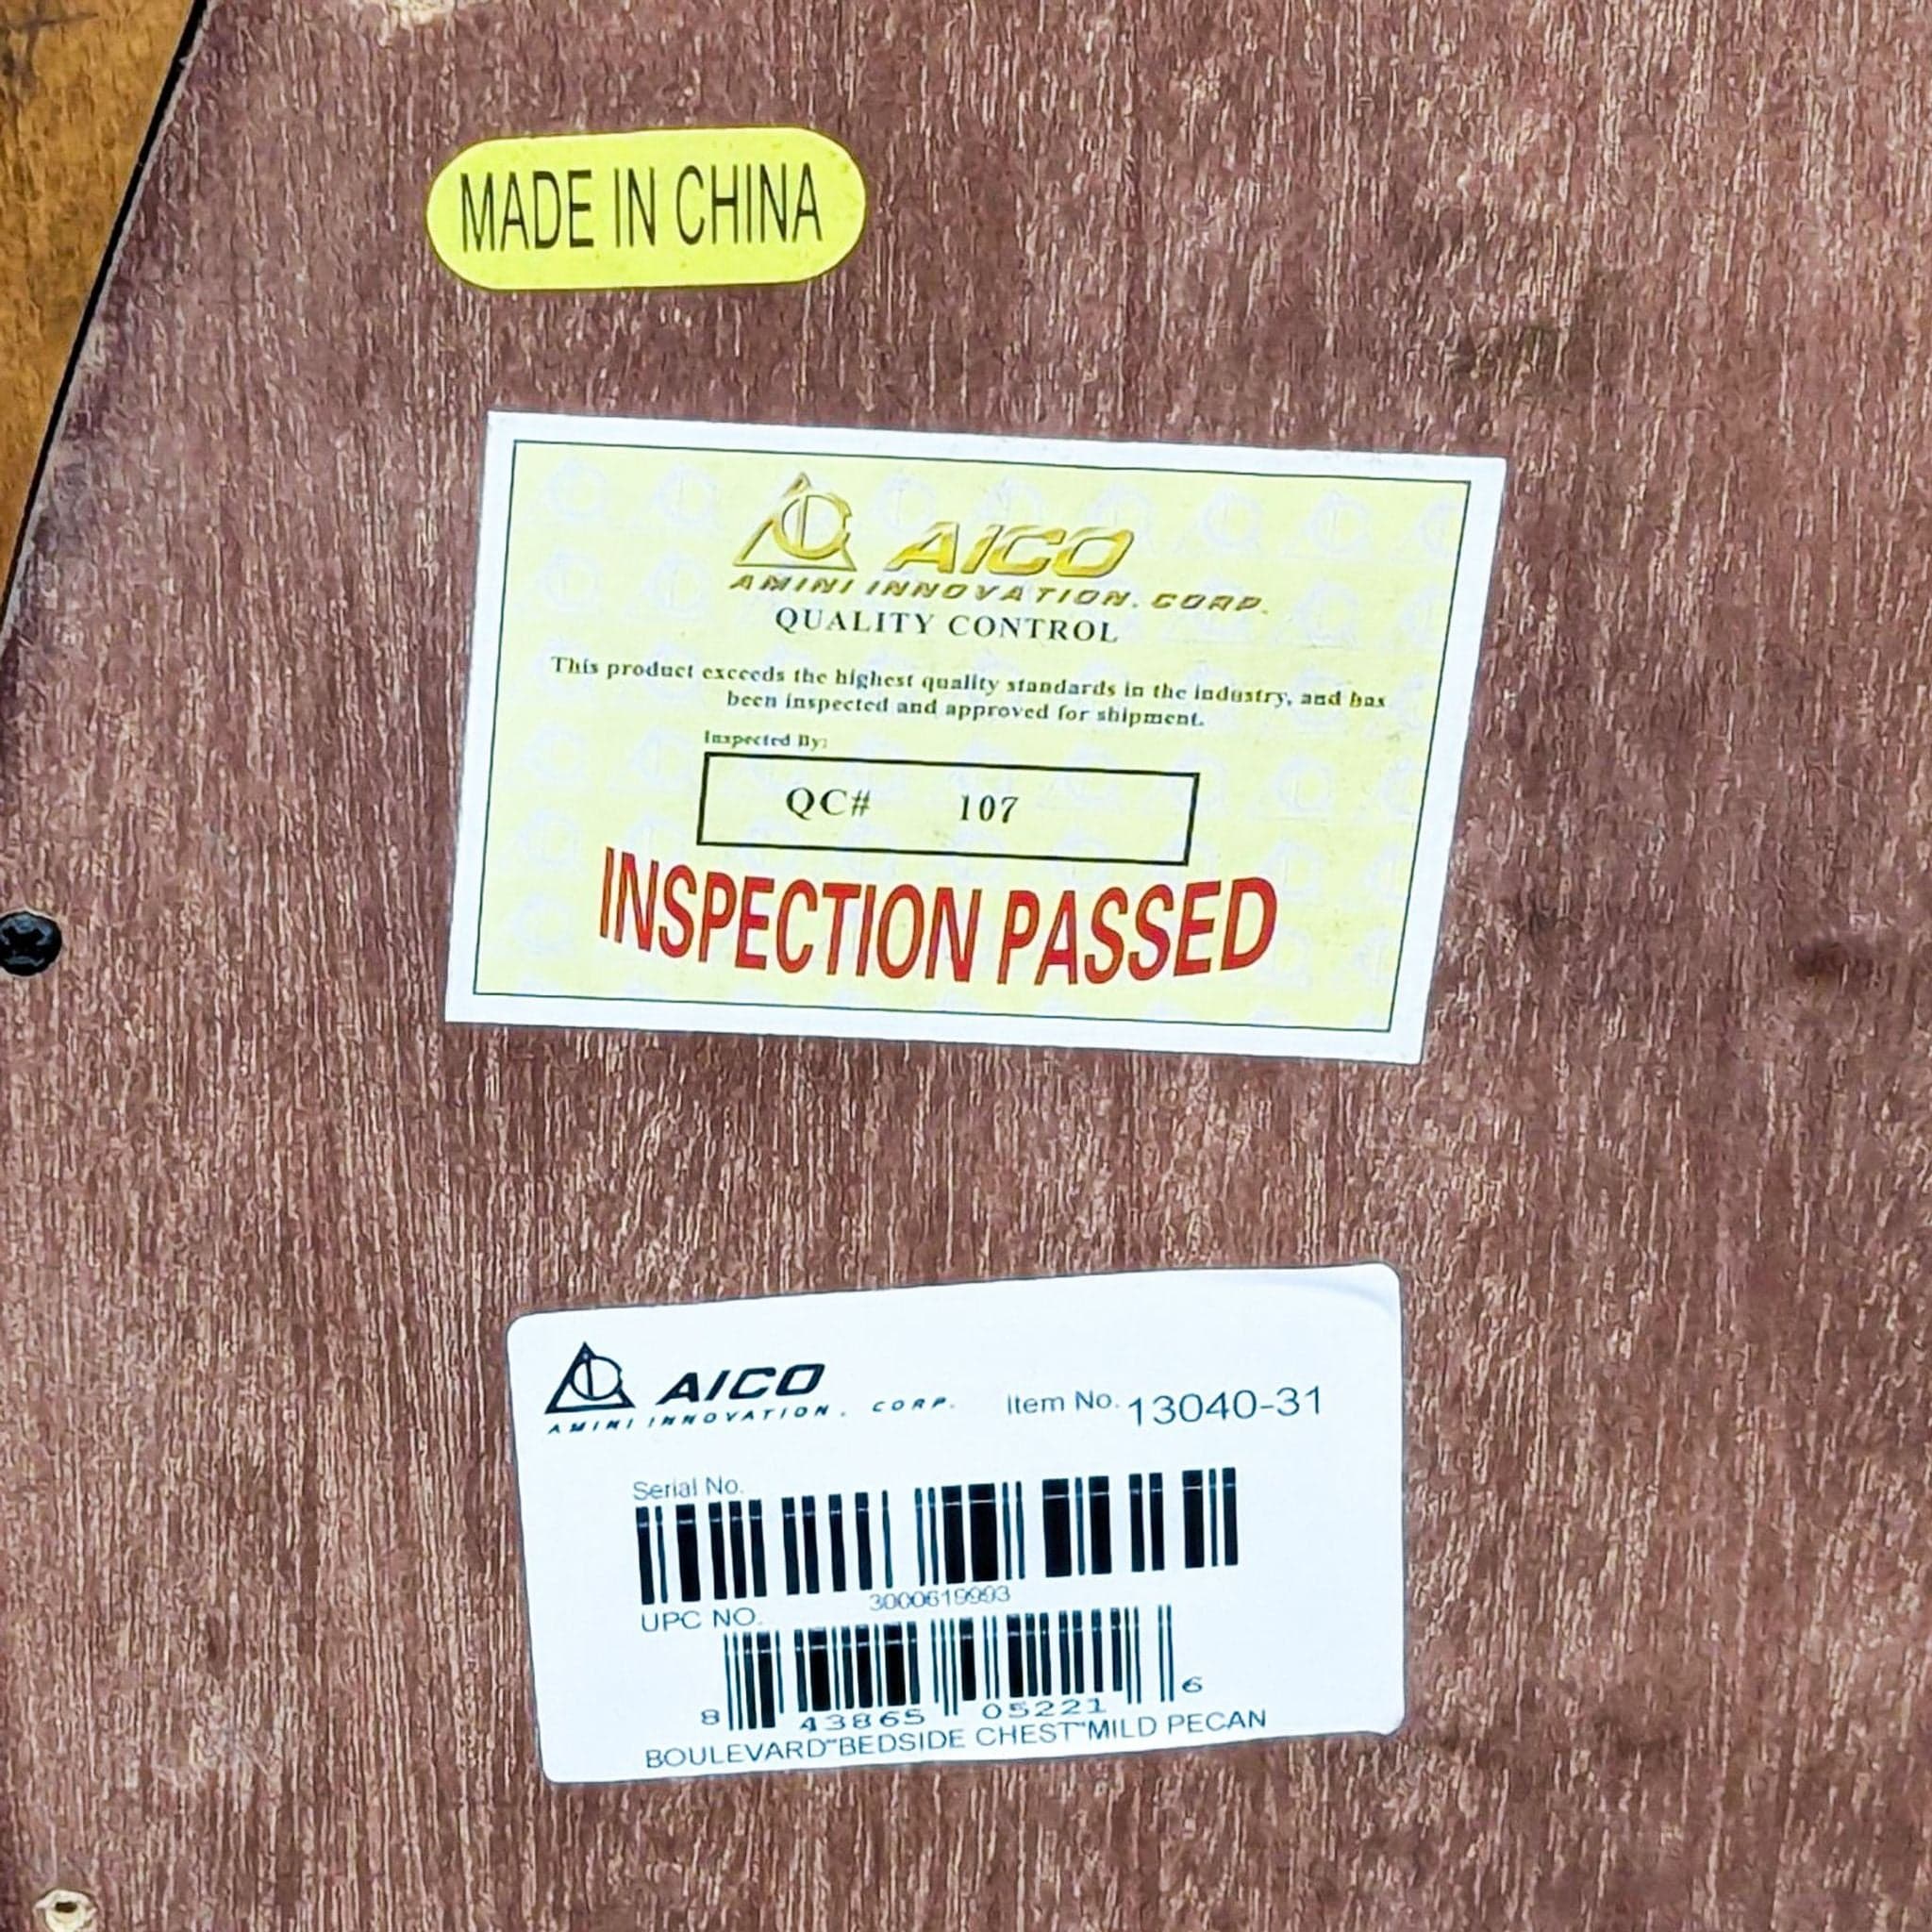 MADE IN CHINA
AICO
AMINI INNOVATION. CORP.
QUALITY CONTROL
This product exceeds the highest quality standards in the industry, and has
been inspected and approved for shipment.
Inspected By:
QC# 107
INSPECTION PASSED
AICO
AMINI INNOVATION. CORP.
Item No. 13040-31
Serial No.
3000619993
UPC NO.
8 43865 05221 6
BOULEVARD"BEDSIDE CHEST"MILD PECAN